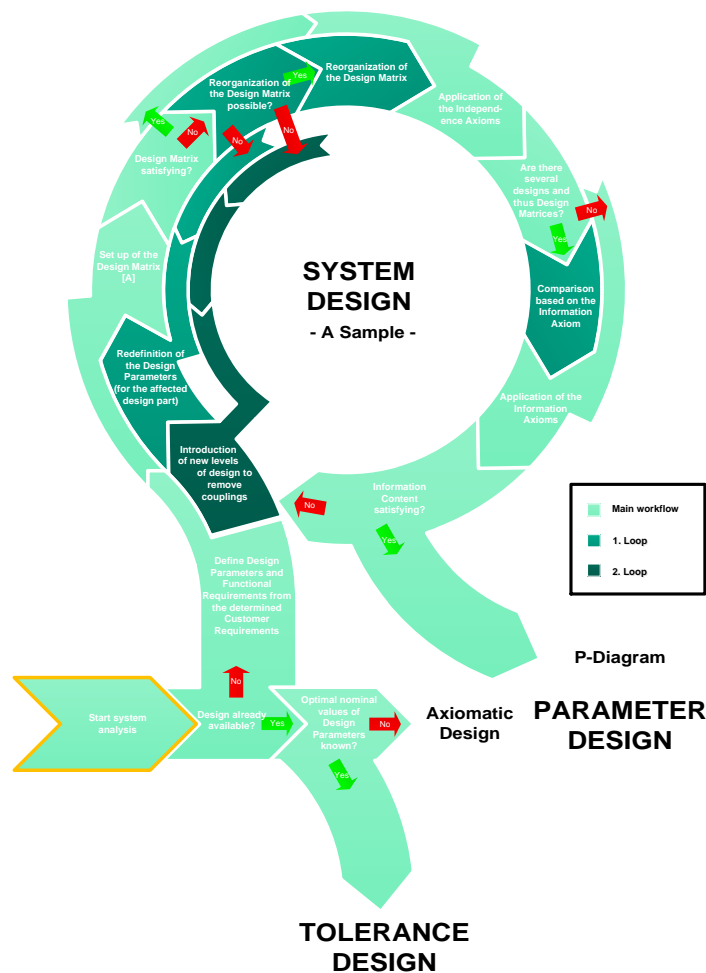 Reorganization of
the Design Matrix
possible?
Yes
Reorganization of
the Design Matrix
No
Yes
No
No
Design Matrix
satisfying?
Application of
the Independ-
ence Axioms
Are there
several
designs and
thus Design
Matrices?
No
Yes
Set up of
the Design Matrix
[A]
SYSTEM
DESIGN
- A Sample -
Comparison
based on the
Information
Axiom
Redefinition of
the Design
Parameters
(for the affected
design part)
Application of the
Information
Axioms
Introduction
of new levels
of design to
remove
couplings
Information
Content
satisfying?
No
Yes
Main workflow
1. Loop
2. Loop
Define Design
Parameters and
Functional
Requirements from
the determined
Customer
Requirements
P-Diagram
No
Start system
analysis
Design already
available?
Yes
Optimal nominal
values of
Design
Parameters
known?
No
Yes
Axiomatic
Design
PARAMETER
DESIGN
TOLERANCE
DESIGN